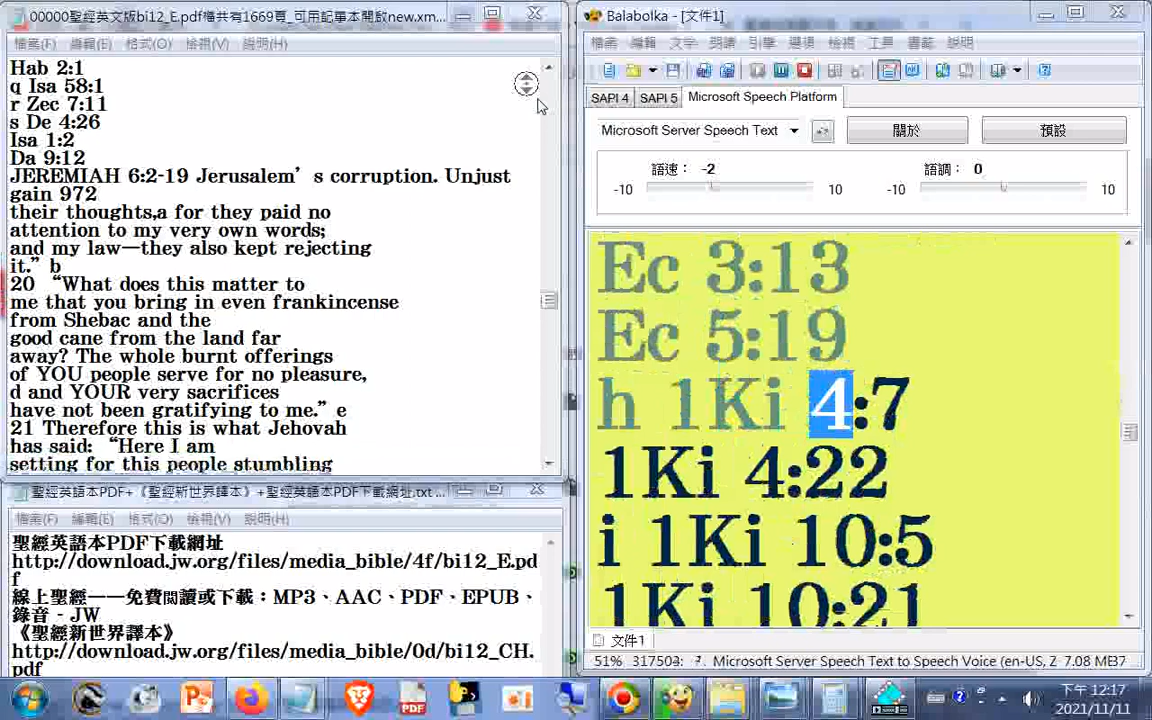 00000聖經英文版bi12_E.pdf檔共有1669頁_可用記事本開啟new.xm...
檔案(F) 編輯(E) 格式(O) 檢視(V) 說明(H)
Hab 2:1
q Isa 58:1
r Zec 7:11
s De 4:26
Isa 1:2
Da 9:12
JEREMIAH 6:2-19 Jerusalem’s corruption. Unjust
gain 972
their thoughts,a for they paid no
attention to my very own words;
and my law—they also kept rejecting
it.” b
20 “What does this matter to
me that you bring in even frankincense
from Shebac and the
good cane from the land far
away? The whole burnt offerings
of YOU people serve for no pleasure,
d and YOUR very sacrifices
have not been gratifying to me.” e
21 Therefore this is what Jehovah
has said: “Here I am
setting for this people stumbling
聖經英語本PDF+《聖經新世界譯本》+聖經英語本PDF下載網址.txt ...
檔案(F) 編輯(E) 格式(O) 檢視(V) 說明(H)
聖經英語本PDF下載網址
http://download.jw.org/files/media_bible/4f/bi12_E.pd
f
線上聖經——免費閱讀或下載：MP3、AAC、PDF、EPUB、
錄音 - JW
《聖經新世界譯本》
http://download.jw.org/files/media_bible/0d/bi12_CH.
pdf
Balabolka - [文件1]
檔案 編輯 文字 朗讀 引擎 選項 檢視 工具 書籤 說明
SAPI 4 SAPI 5 Microsoft Speech Platform
Microsoft Server Speech Text 關於 預設
語速： -2 語調： 0
-10 10 -10 10
Ec 3:13
Ec 5:19
h 1Ki 4:7
1Ki 4:22
i 1Ki 10:5
1Ki 10:21
文件1
51% Microsoft Server Speech Text to Speech Voice (en-US, Z 7.08 MB
下午 12:17
2021/11/11